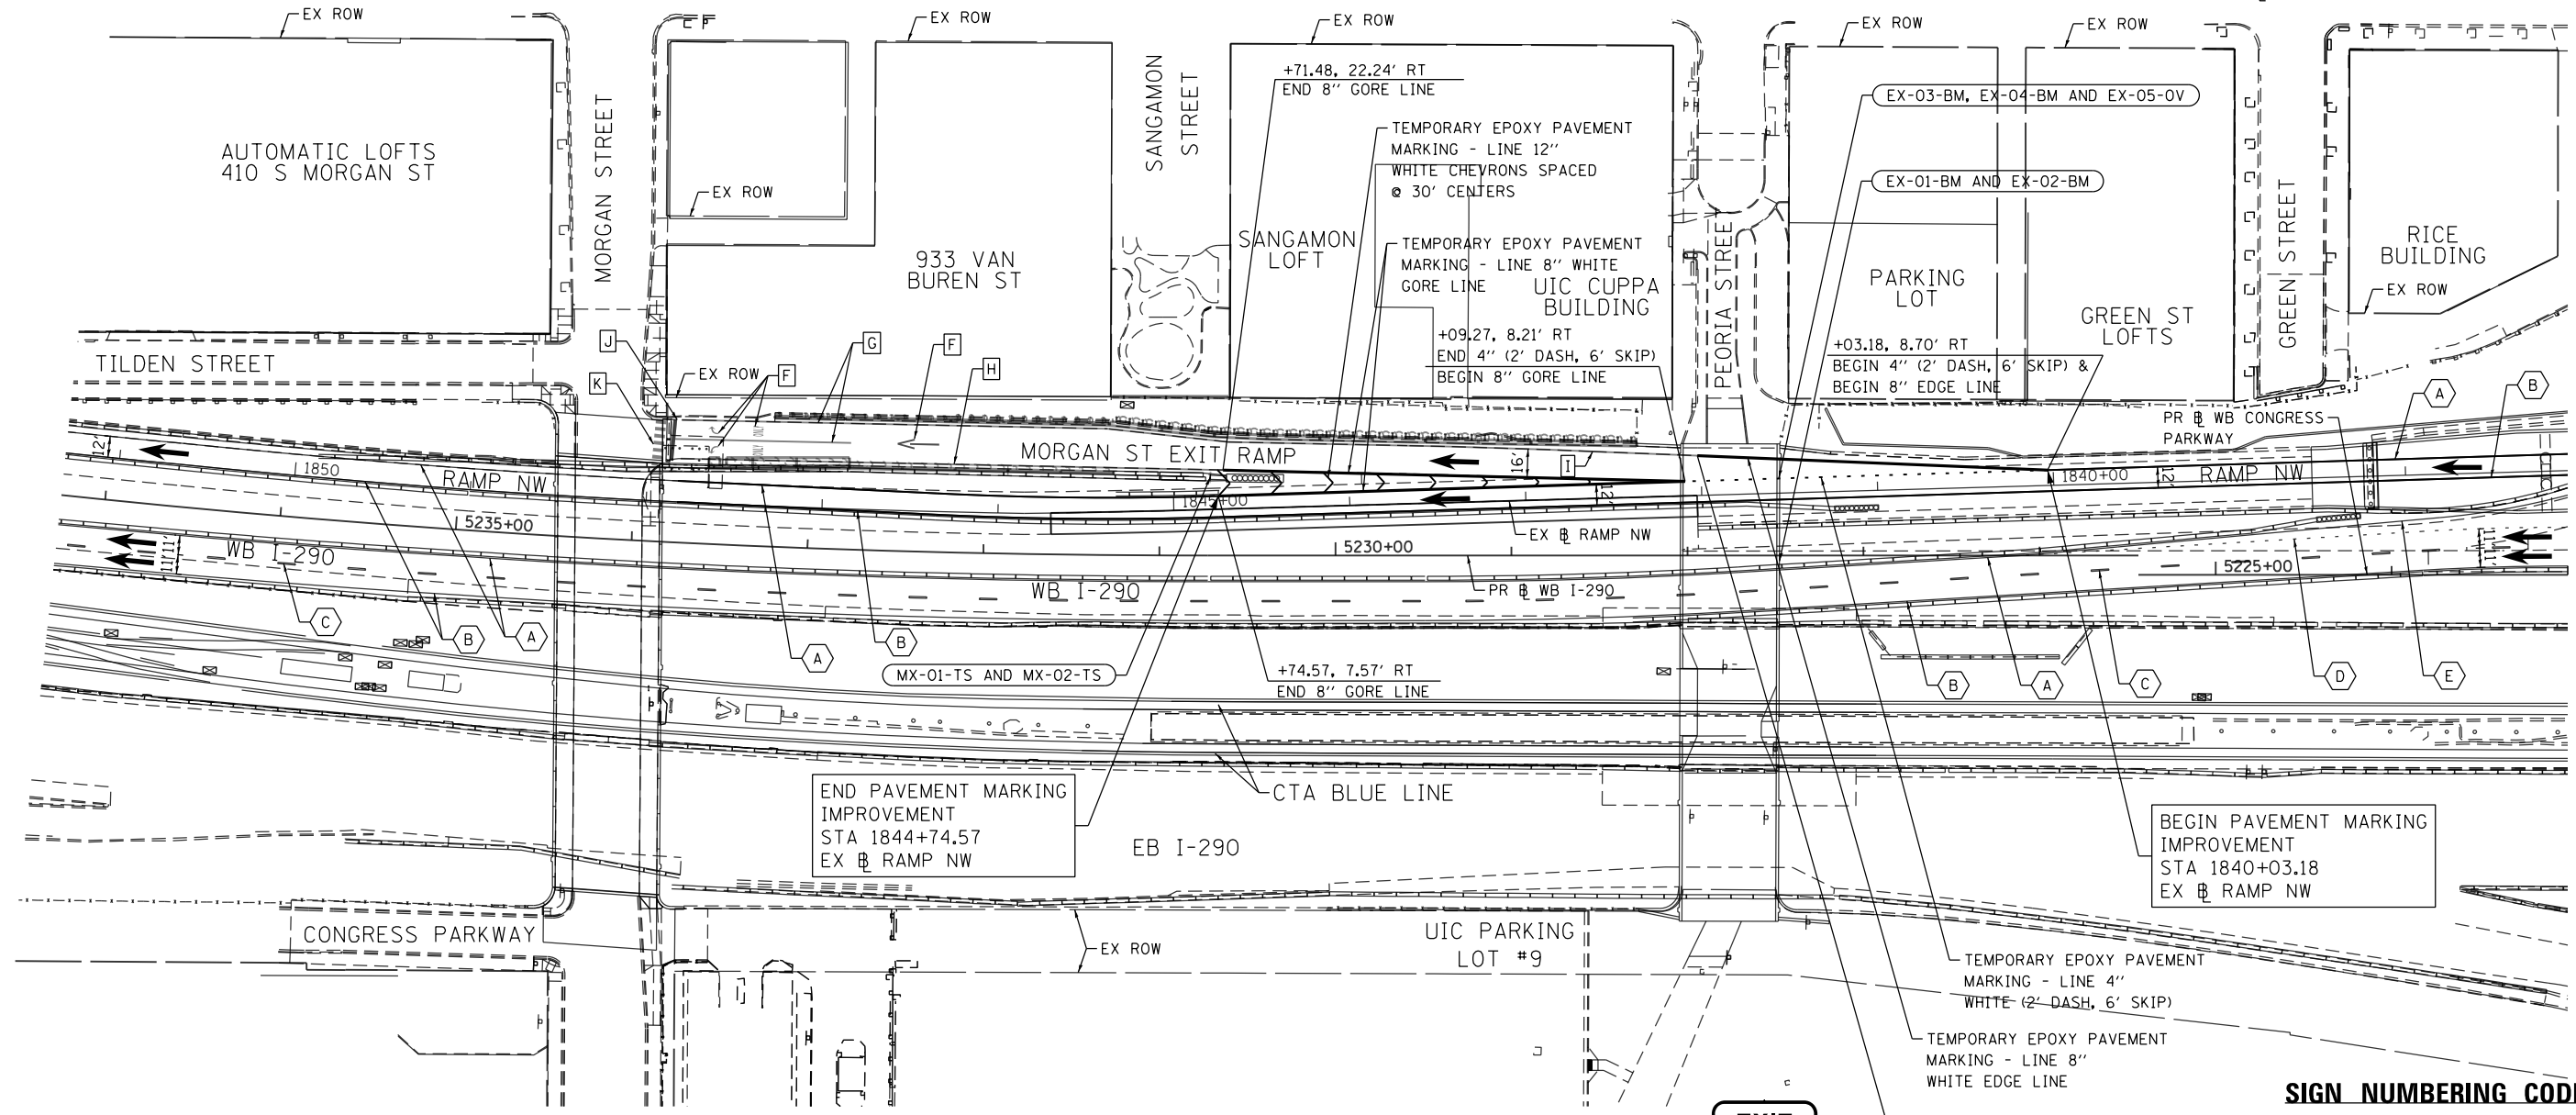 EX ROW
EX ROW
EX ROW
EX ROW
EX ROW
AUTOMATIC LOFTS
410 S MORGAN ST
MORGAN STREET
EX ROW
933 VAN
BUREN ST
SANGAMON
STREET
+71.48, 22.24' RT
END 8'' GORE LINE
TEMPORARY EPOXY PAVEMENT
MARKING - LINE 12''
WHITE CHEVRONS SPACED
@ 30' CENTERS
SANGAMON
LOFT
TEMPORARY EPOXY PAVEMENT
MARKING - LINE 8'' WHITE
GORE LINE
UIC CUPPA
BUILDING
+09.27, 8.21' RT
END 4'' (2' DASH, 6' SKIP)
BEGIN 8'' GORE LINE
PEORIA STREE
EX-03-BM, EX-04-BM AND EX-05-OV
EX-01-BM AND EX-02-BM
PARKING
LOT
GREEN ST
LOFTS
+03.18, 8.70' RT
BEGIN 4'' (2' DASH, 6' SKIP) &
BEGIN 8'' EDGE LINE
GREEN STREET
RICE
BUILDING
EX ROW
TILDEN STREET
J
K
EX ROW
F
G
F
H
ONLY
ONLY
MORGAN ST EXIT RAMP
I
16'
PR B WB CONGRESS
PARKWAY
A
B
12'
1850
RAMP NW
1845+00
12'
EX B RAMP NW
1840+00
12'
RAMP NW
5235+00
5230+00
5225+00
11'
11'
WB I-290
WB I-290
PR B WB I-290
11'
11'
C
B
A
A
B
MX-01-TS AND MX-02-TS
+74.57, 7.57' RT
END 8'' GORE LINE
B
A
C
D
E
END PAVEMENT MARKING
IMPROVEMENT
STA 1844+74.57
EX B RAMP NW
CTA BLUE LINE
EB I-290
BEGIN PAVEMENT MARKING
IMPROVEMENT
STA 1840+03.18
EX B RAMP NW
CONGRESS PARKWAY
EX ROW
UIC PARKING
LOT #9
TEMPORARY EPOXY PAVEMENT
MARKING - LINE 4''
WHITE (2' DASH, 6' SKIP)
TEMPORARY EPOXY PAVEMENT
MARKING - LINE 8''
WHITE EDGE LINE
EXIT
SIGN NUMBERING COD